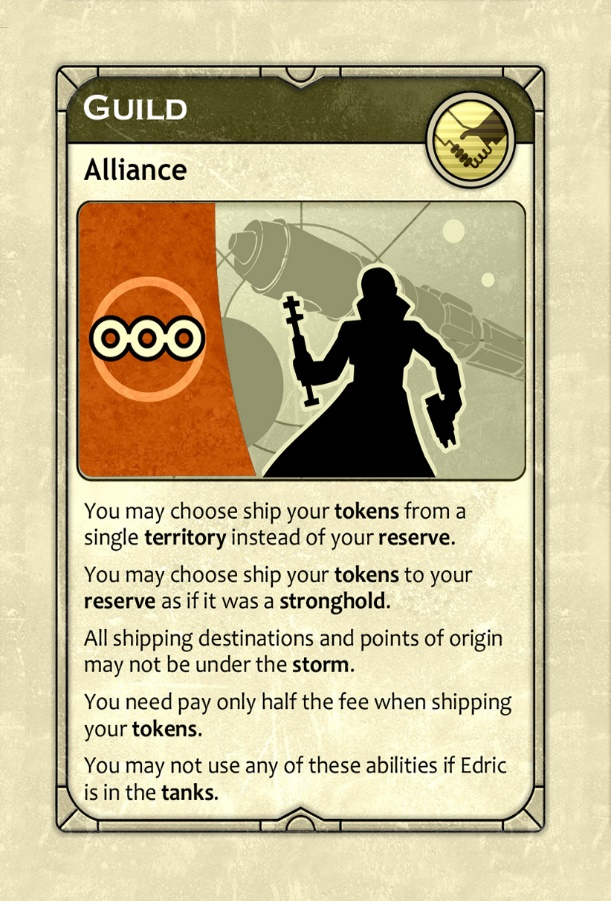 GUILD
Alliance
You may choose ship your tokens from a
single territory instead of your reserve.
You may choose ship your tokens to your
reserve as if it was a stronghold.
All shipping destinations and points of origin
may not be under the storm.
You need pay only half the fee when shipping
your tokens.
You may not use any of these abilities if Edric
is in the tanks.